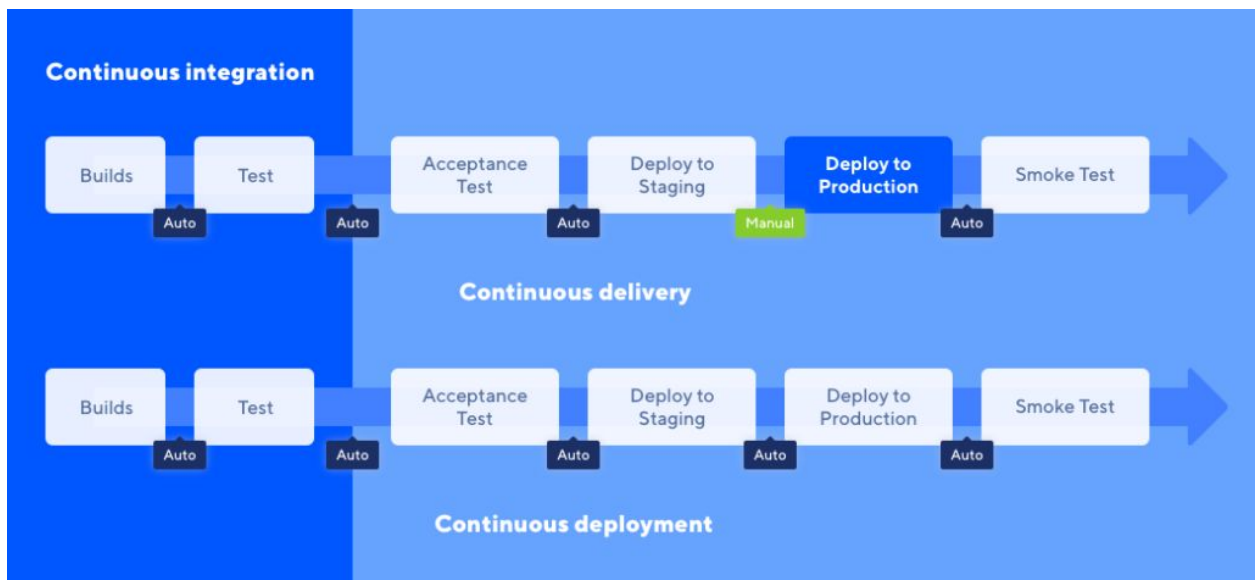 Continuous integration
Builds
Test
Acceptance
Test
Deploy to
Staging
Deploy to
Production
Smoke Test
Auto
Auto
Auto
Manual
Auto
Continuous delivery
Builds
Test
Acceptance
Test
Deploy to
Staging
Deploy to
Production
Smoke Test
Auto
Auto
Auto
Auto
Auto
Continuous deployment